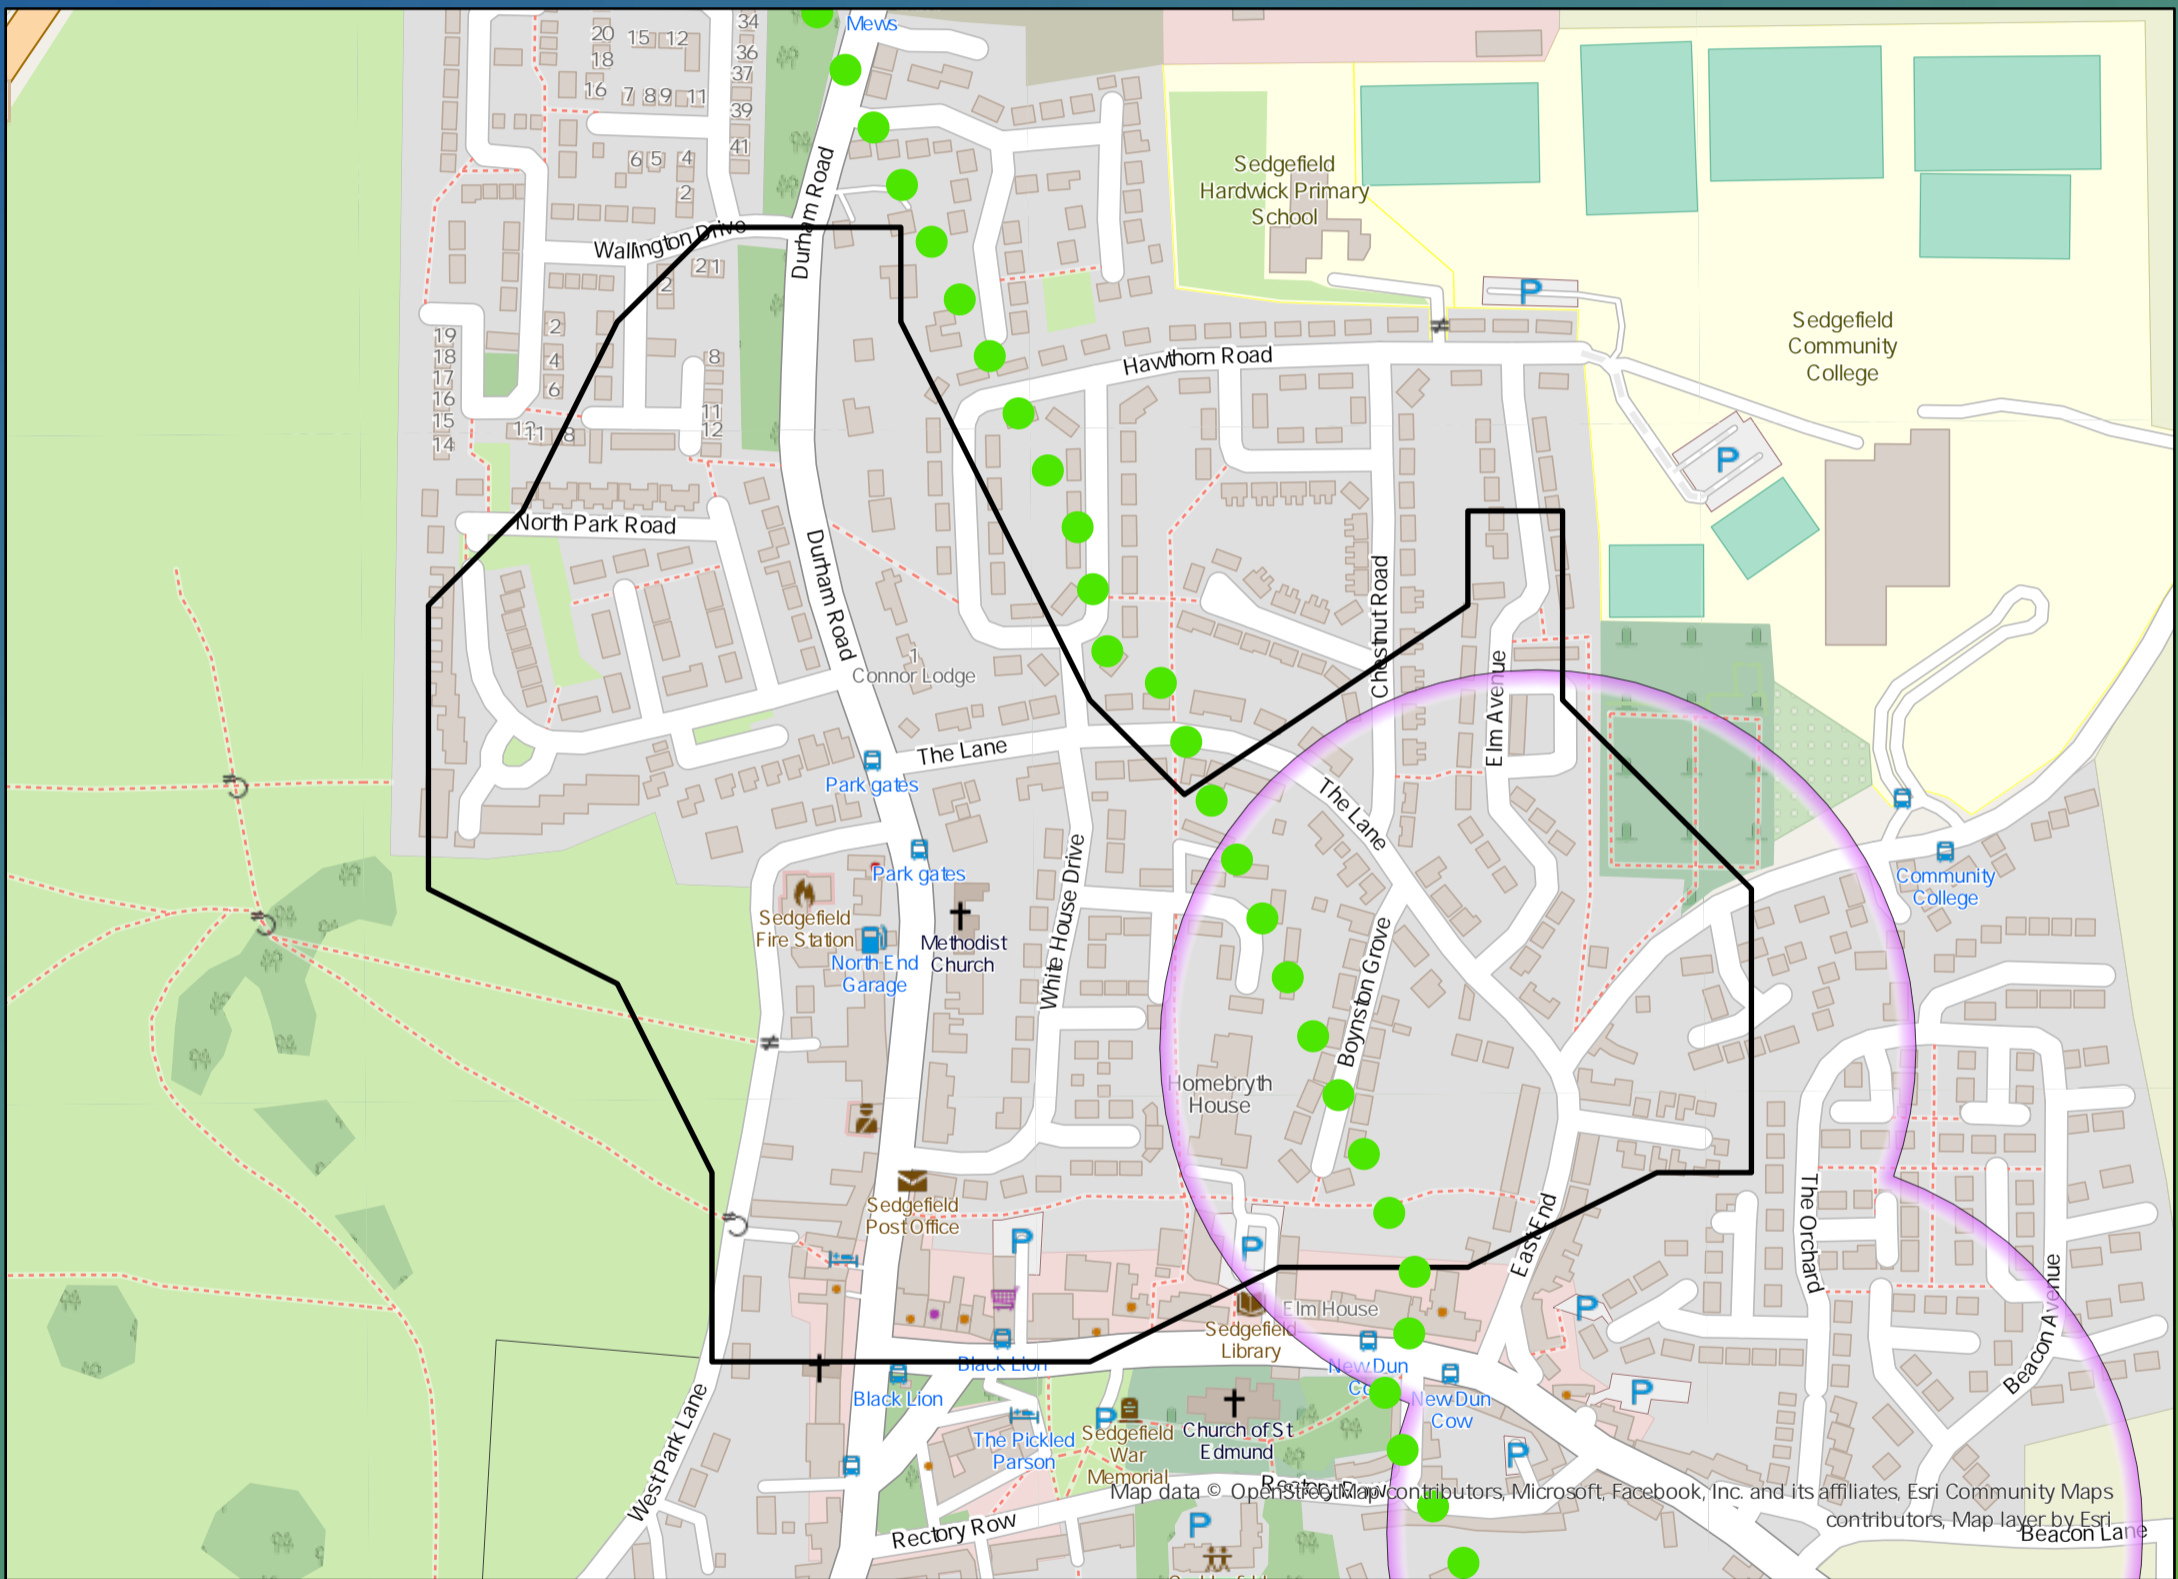 Mews
34
20
15
12
36
18
37
16
7
8
9
11
39
41
6
5
4
2
Durham Road
Wallington Drive
2
1
2
Sedgefield
Hardwick Primary
School
19
2
18
4
17
8
16
6
15
11
14
12
11
8
12
Hawthorn Road
Sedgefield
Community
College
P
P
North Park Road
Durham Road
1
Connor Lodge
Chestnut Road
Elm Avenue
The Lane
Park gates
The Lane
Park gates
White House Drive
Sedgefield
Fire Station
North End
Garage
Methodist
Church
Boynston Grove
Community
College
Homebryth
House
Sedgefield
Post Office
P
P
East End
The Orchard
Beacon Avenue
P
Elm House
Sedgefield
Library
Black Lion
Black Lion
New Dun
New Dun
Cow
P
P
P
The Pickled
Parson
Sedgefield
War
Memorial
Church of St
Edmund
West Park Lane
Rectory Row
Rectory Row
P
Map data © OpenStreetMap contributors, Microsoft, Facebook, Inc. and its affiliates, Esri Community Maps
contributors, Map layer by Esri
Beacon Lane